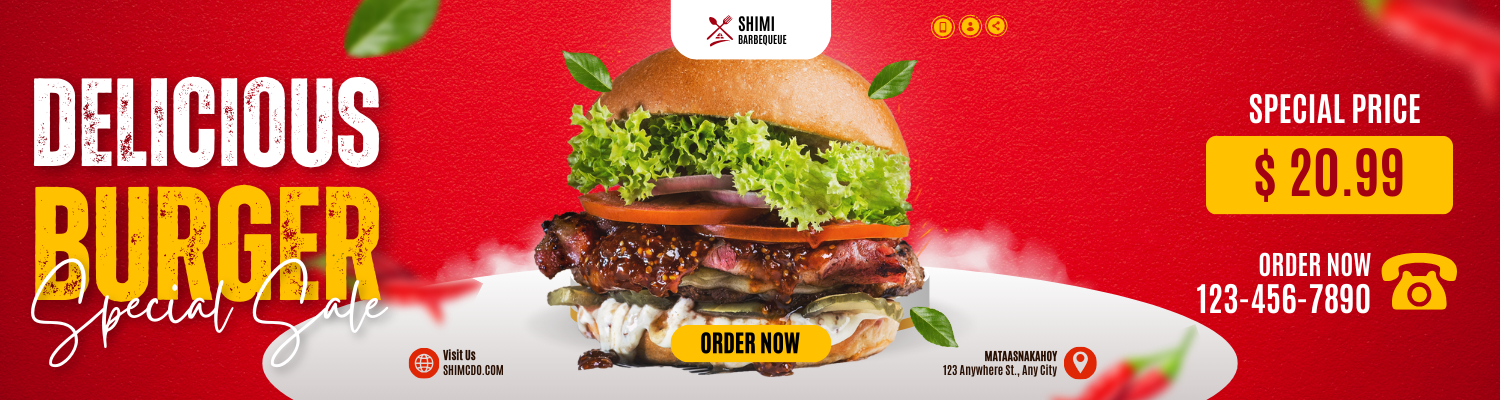 SHIMI
BARBEQUEUE
DELICIOUS
BURGER
Special Sale
SPECIAL PRICE
$ 20.99
ORDER NOW
123-456-7890
ORDER NOW
Visit Us
SHIMCDO.COM
MATAASNAKAHOY
123 Anywhere St., Any City